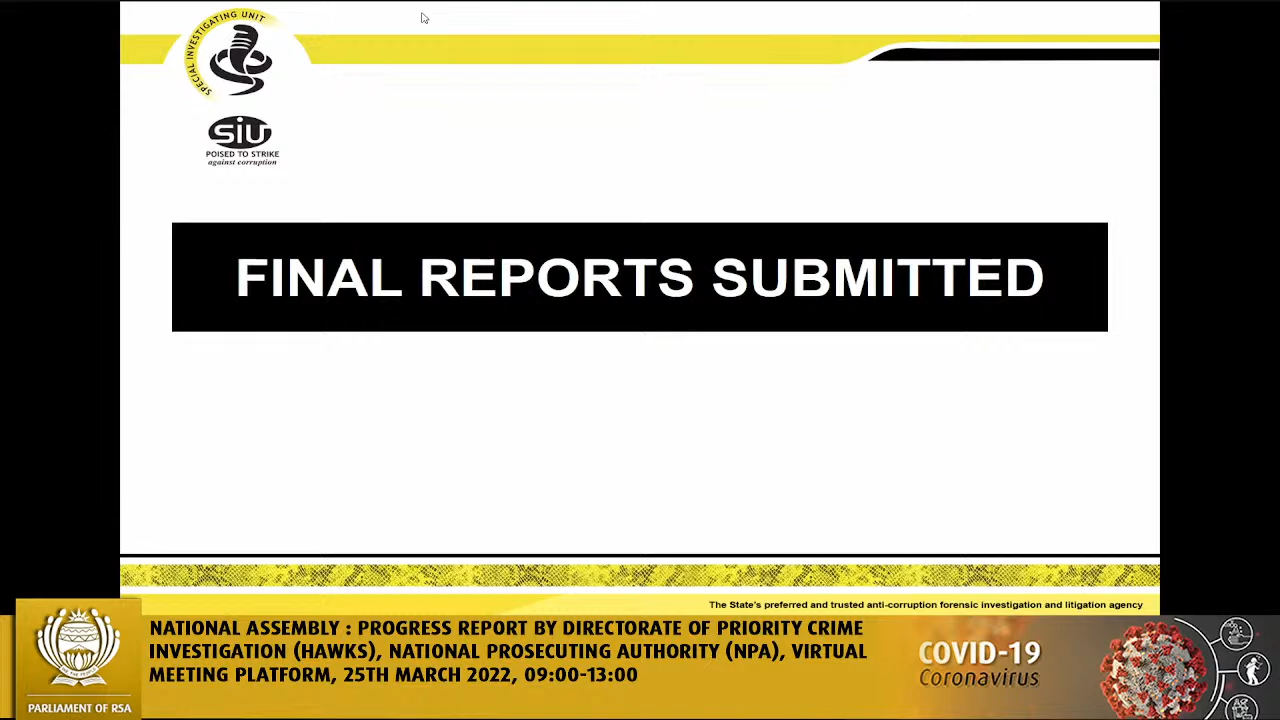 SPECIAL INVESTIGATING UNIT
SIU
POISED TO STRIKE
against corruption
FINAL REPORTS SUBMITTED
The State's preferred and trusted anti-corruption forensic investigation and litigation agency
NATIONAL ASSEMBLY : PROGRESS REPORT BY DIRECTORATE OF PRIORITY CRIME
INVESTIGATION (HAWKS), NATIONAL PROSECUTING AUTHORITY (NPA), VIRTUAL
MEETING PLATFORM, 25TH MARCH 2022, 09:00-13:00
PARLIAMENT OF RSA
COVID-19
Coronavirus